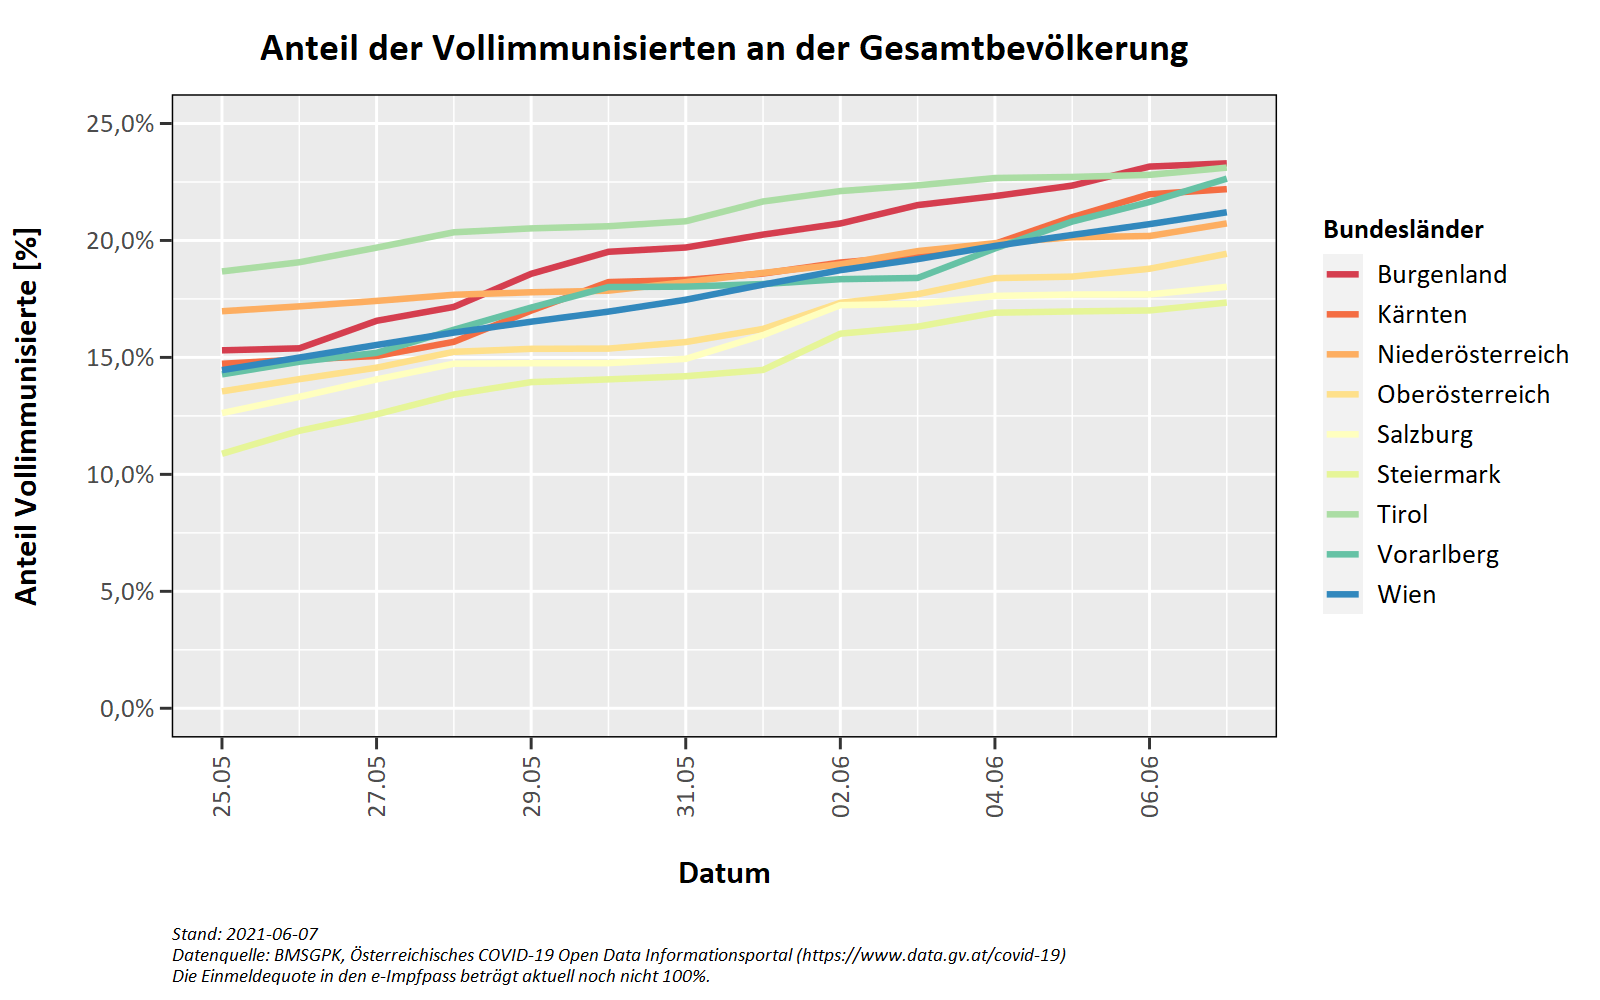 Anteil der Vollimmunisierten an der Gesamtbevölkerung
Anteil Vollimmunisierte [%]
25,0%
20,0%
15,0%
10,0%
5,0%
0,0%
25.05
27.05
29.05
31.05
02.06
04.06
06.06
Datum
Bundesländer
Burgenland
Kärnten
Niederösterreich
Oberösterreich
Salzburg
Steiermark
Tirol
Vorarlberg
Wien
Stand: 2021-06-07
Datenquelle: BMSGPK, Österreichisches COVID-19 Open Data Informationsportal (https://www.data.gv.at/covid-19)
Die Einmeldequote in den e-Impfpass beträgt aktuell noch nicht 100%.